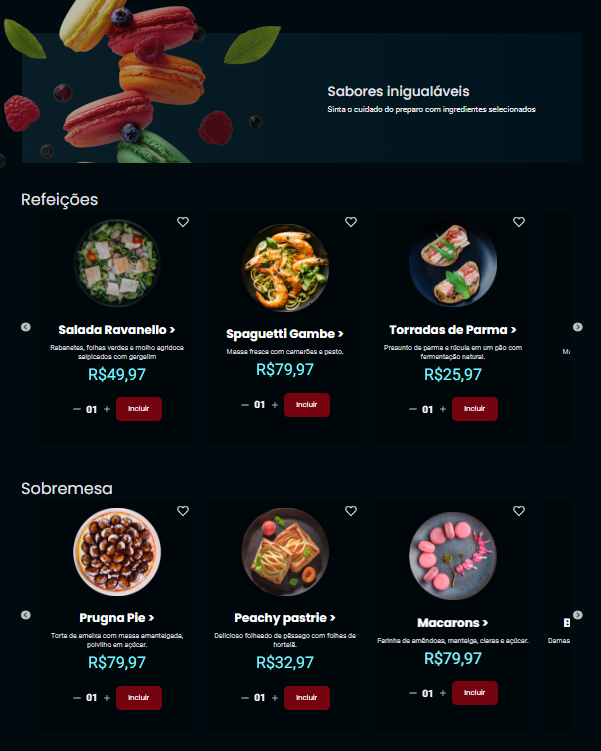 Sabores inigualáveis
Sinta o cuidado do preparo com ingredientes selecionados
Refeições
Salada Ravanello >
Rabanetes, folhas verdes e molho agridoce
salpicados com gergelim
R$49,97
01
Incluir
Spaguetti Gambe >
Massa fresca com camarões e pesto.
R$79,97
01
Incluir
Torradas de Parma >
Presunto de parma e rúcula em um pão com
fermentação natural.
R$25,97
01
Incluir
Sobremesa
Prugna Pie >
Torta de ameixa com massa amanteigada,
polvilho em açúcar.
R$79,97
01
Incluir
Peachy pastrie >
Delicioso folheado de pêssego com folhas de
hortelã.
R$32,97
01
Incluir
Macarons >
Farinha de amêndoas, manteiga, claras e açúcar.
R$79,97
01
Incluir
Damas